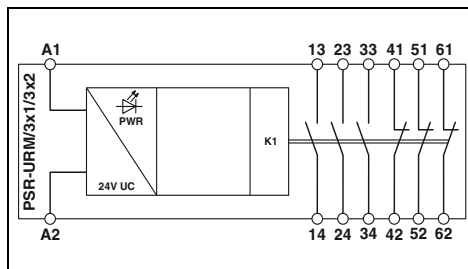 A1 13 23 33 41 51 61
PSR-URM/3x1/3x2
PWR
K1
24V UC
A2 14 24 34 42 52 62